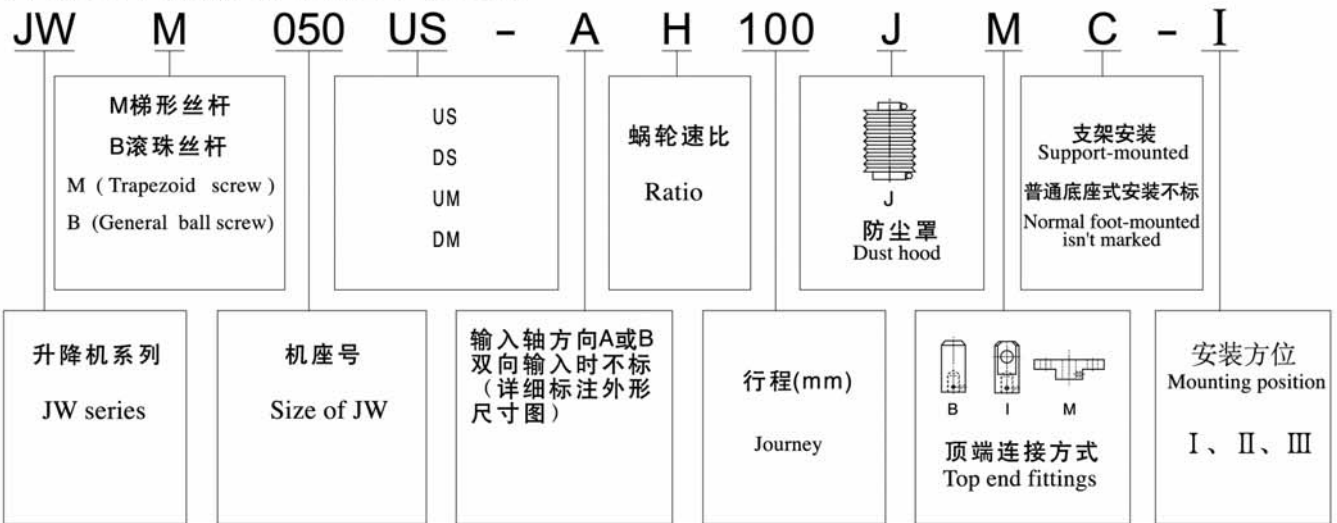 JW M 050 US - A H 100 J M C - I
M梯形丝杆
B滚珠丝杆
M ( Trapezoid screw )
B (General ball screw)
US
DS
UM
DM
蜗轮速比
Ratio
J
防尘罩
Dust hood
支架安装
Support-mounted
普通底座式安装不标
Normal foot-mounted
isn't marked
升降机系列
JW series
机座号
Size of JW
输入轴方向A或B
双向输入时不标
（详细标注外形
尺寸图）
行程(mm)
Journey
B I M
顶端连接方式
Top end fittings
安装方位
Mounting position
Ⅰ、Ⅱ、Ⅲ